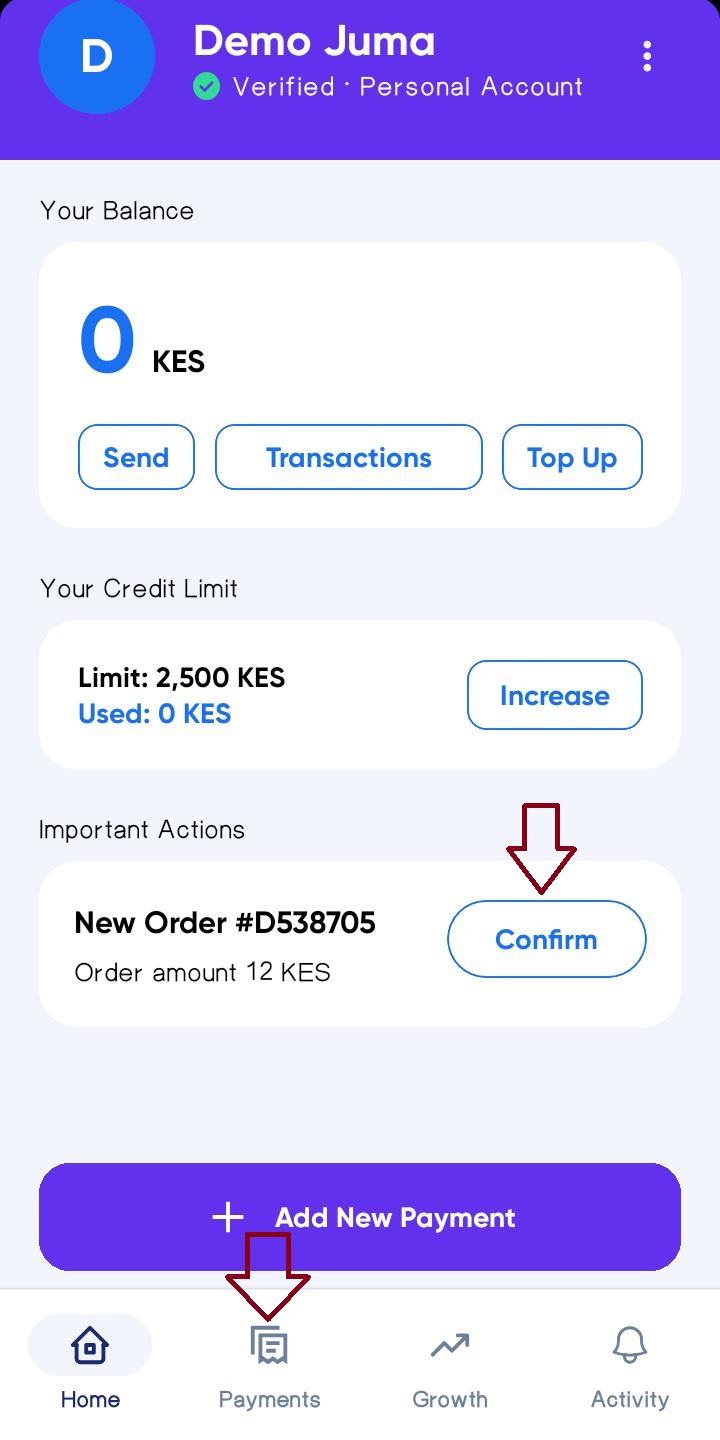 D
Demo Juma
Verified · Personal Account
Your Balance
0 KES
Send
Transactions
Top Up
Your Credit Limit
Limit: 2,500 KES
Used: 0 KES
Increase
Important Actions
New Order #D538705
Order amount 12 KES
Confirm
Add New Payment
Home
Payments
Growth
Activity